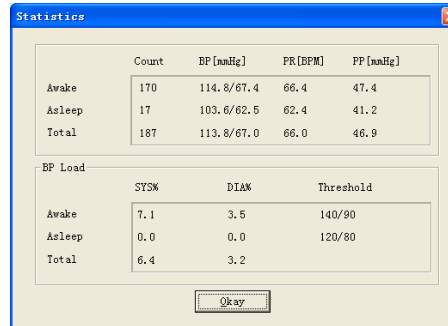 Statistics
Count BP[mmHg] PR[BPM] PP[mmHg]
Awake 170 114.8/67.4 66.4 47.4
Asleep 17 103.6/62.5 62.4 41.2
Total 187 113.8/67.0 66.0 46.9
BP Load
SYS% DIA% Threshold
Awake 7.1 3.5 140/90
Asleep 0.0 0.0 120/80
Total 6.4 3.2
Okay